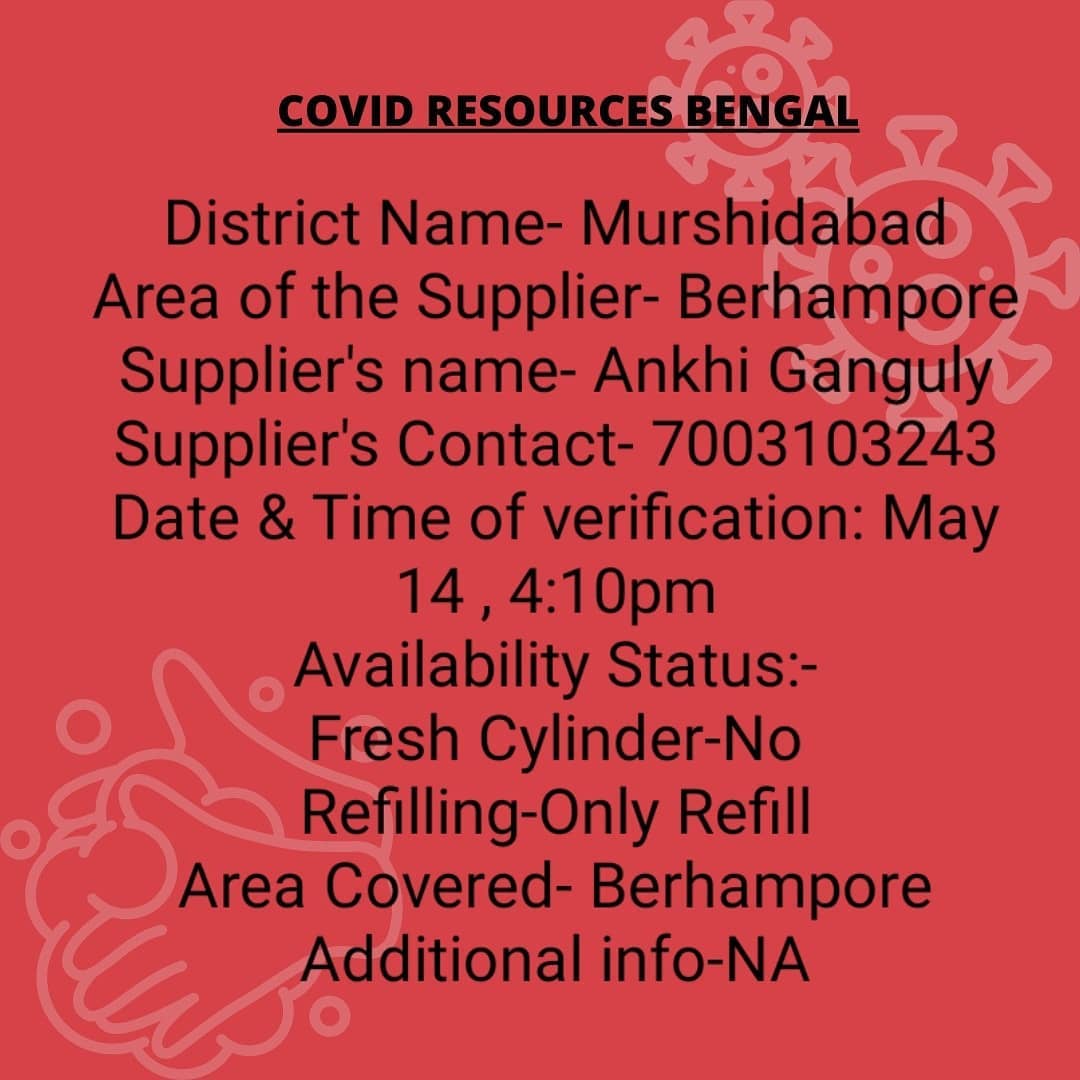 COVID RESOURCES BENGAL
District Name- Murshidabad
Area of the Supplier- Berhampore
Supplier's name- Ankhi Ganguly
Supplier's Contact- 7003103243
Date & Time of verification: May
14 , 4:10pm
Availability Status:-
Fresh Cylinder-No
Refilling-Only Refill
Area Covered- Berhampore
Additional info-NA